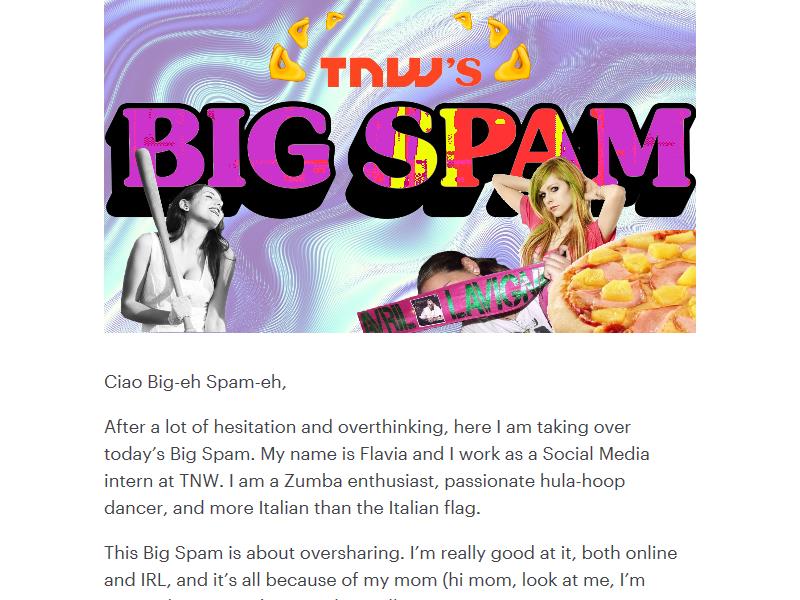 TNW'S
BIG SPAM
AVRIL LAVIGN
Ciao Big-eh Spam-eh,
After a lot of hesitation and overthinking, here I am taking over
today’s Big Spam. My name is Flavia and I work as a Social Media
intern at TNW. I am a Zumba enthusiast, passionate hula-hoop
dancer, and more Italian than the Italian flag.
This Big Spam is about oversharing. I’m really good at it, both online
and IRL, and it’s all because of my mom (hi mom, look at me, I’m